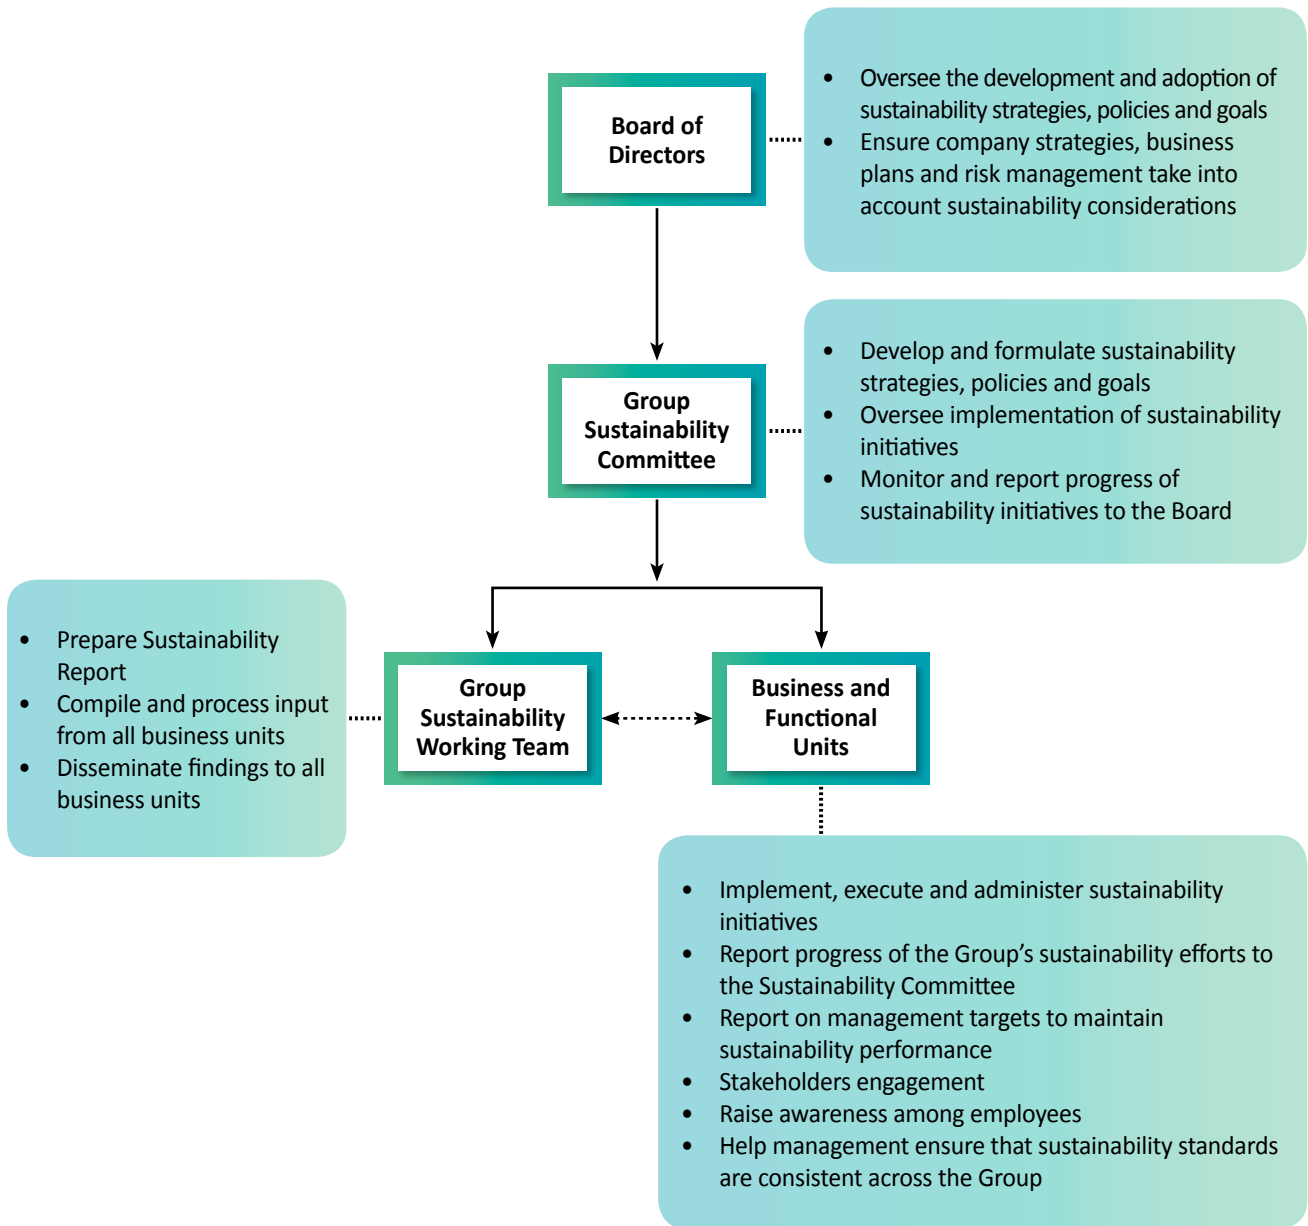 Board of
Directors
• Oversee the development and adoption of
sustainability strategies, policies and goals
• Ensure company strategies, business
plans and risk management take into
account sustainability considerations
Group
Sustainability
Committee
• Develop and formulate sustainability
strategies, policies and goals
• Oversee implementation of sustainability
initiatives
• Monitor and report progress of
sustainability initiatives to the Board
• Prepare Sustainability
Report
• Compile and process input
from all business units
• Disseminate findings to all
business units
Group
Sustainability
Working Team
Business and
Functional
Units
• Implement, execute and administer sustainability
initiatives
• Report progress of the Group’s sustainability efforts to
the Sustainability Committee
• Report on management targets to maintain
sustainability performance
• Stakeholders engagement
• Raise awareness among employees
• Help management ensure that sustainability standards
are consistent across the Group